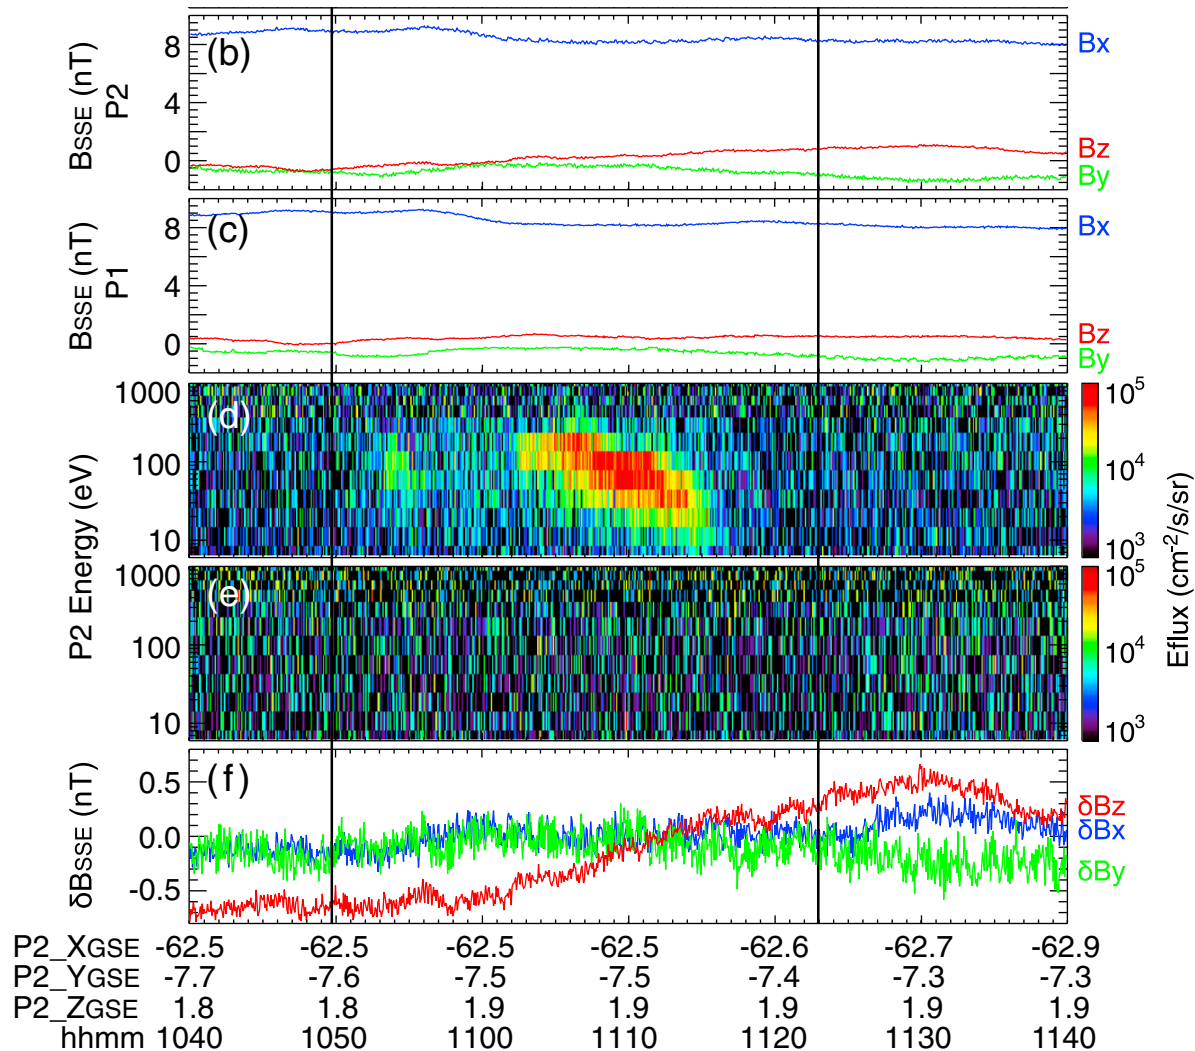 (b)
BSSE (nT)
P2
8
4
0
Bx
Bz
By
(c)
BSSE (nT)
P1
8
4
0
Bx
Bz
By
(d)
1000
100
10
10^5
10^4
10^3
P2 Energy (eV)
Eflux (cm^-2/s/sr)
(e)
1000
100
10
10^5
10^4
10^3
(f)
δBSSE (nT)
0.5
0.0
-0.5
δBz
δBx
δBy
P2_XGSE -62.5 -62.5 -62.5 -62.5 -62.6 -62.7 -62.9
P2_YGSE -7.7 -7.6 -7.5 -7.5 -7.4 -7.3 -7.3
P2_ZGSE 1.8 1.8 1.9 1.9 1.9 1.9 1.9
hhmm 1040 1050 1100 1110 1120 1130 1140